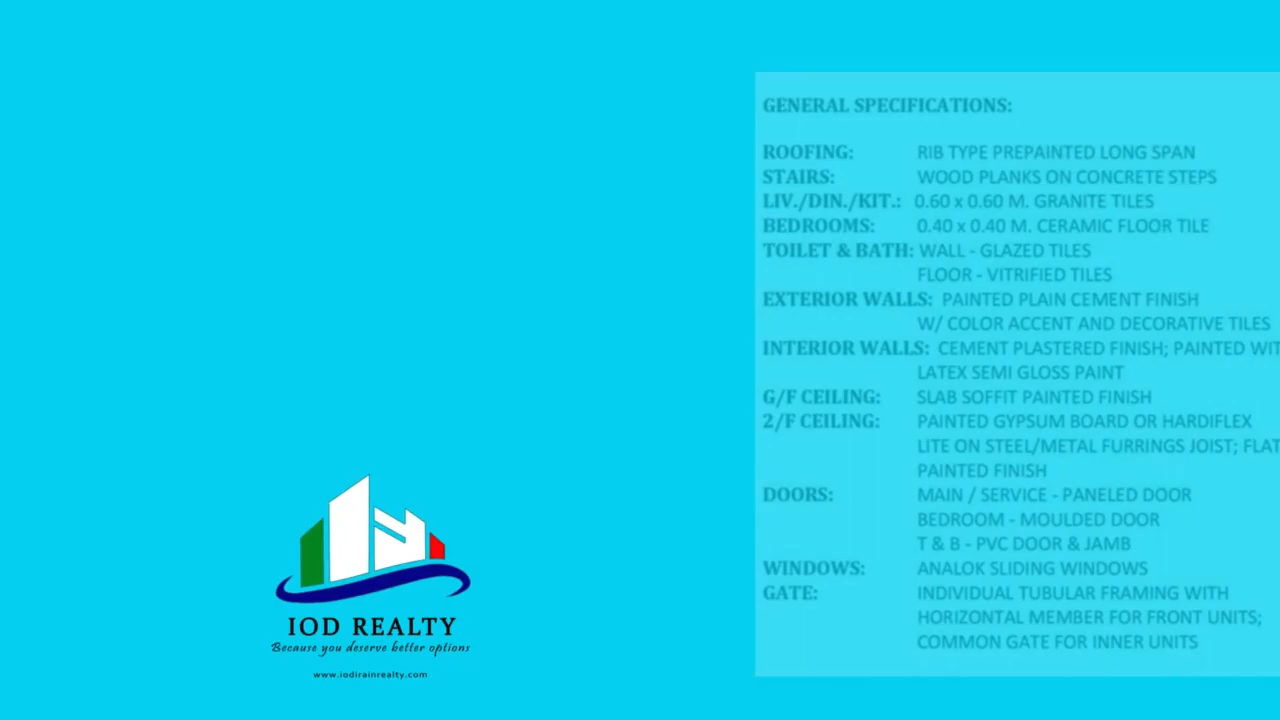 GENERAL SPECIFICATIONS:
ROOFING: RIB TYPE PREPAINTED LONG SPAN
STAIRS: WOOD PLANKS ON CONCRETE STEPS
LIV./DIN./KIT.: 0.60 x 0.60 M. GRANITE TILES
BEDROOMS: 0.40 x 0.40 M. CERAMIC FLOOR TILE
TOILET & BATH: WALL - GLAZED TILES
FLOOR - VITRIFIED TILES
EXTERIOR WALLS: PAINTED PLAIN CEMENT FINISH
W/ COLOR ACCENT AND DECORATIVE TILES
INTERIOR WALLS: CEMENT PLASTERED FINISH; PAINTED
LATEX SEMI GLOSS PAINT
G/F CEILING: SLAB SOFFIT PAINTED FINISH
2/F CEILING: PAINTED GYPSUM BOARD OR HARDIFLEX
LITE ON STEEL/METAL FURRINGS JOIST; FLAT
PAINTED FINISH
DOORS: MAIN / SERVICE - PANELED DOOR
BEDROOM - MOULDED DOOR
T & B - PVC DOOR & JAMB
WINDOWS: ANALOK SLIDING WINDOWS
GATE: INDIVIDUAL TUBULAR FRAMING WITH
HORIZONTAL MEMBER FOR FRONT UNITS;
COMMON GATE FOR INNER UNITS
IOD REALTY
Because you deserve better options
www.iodirainrealty.com